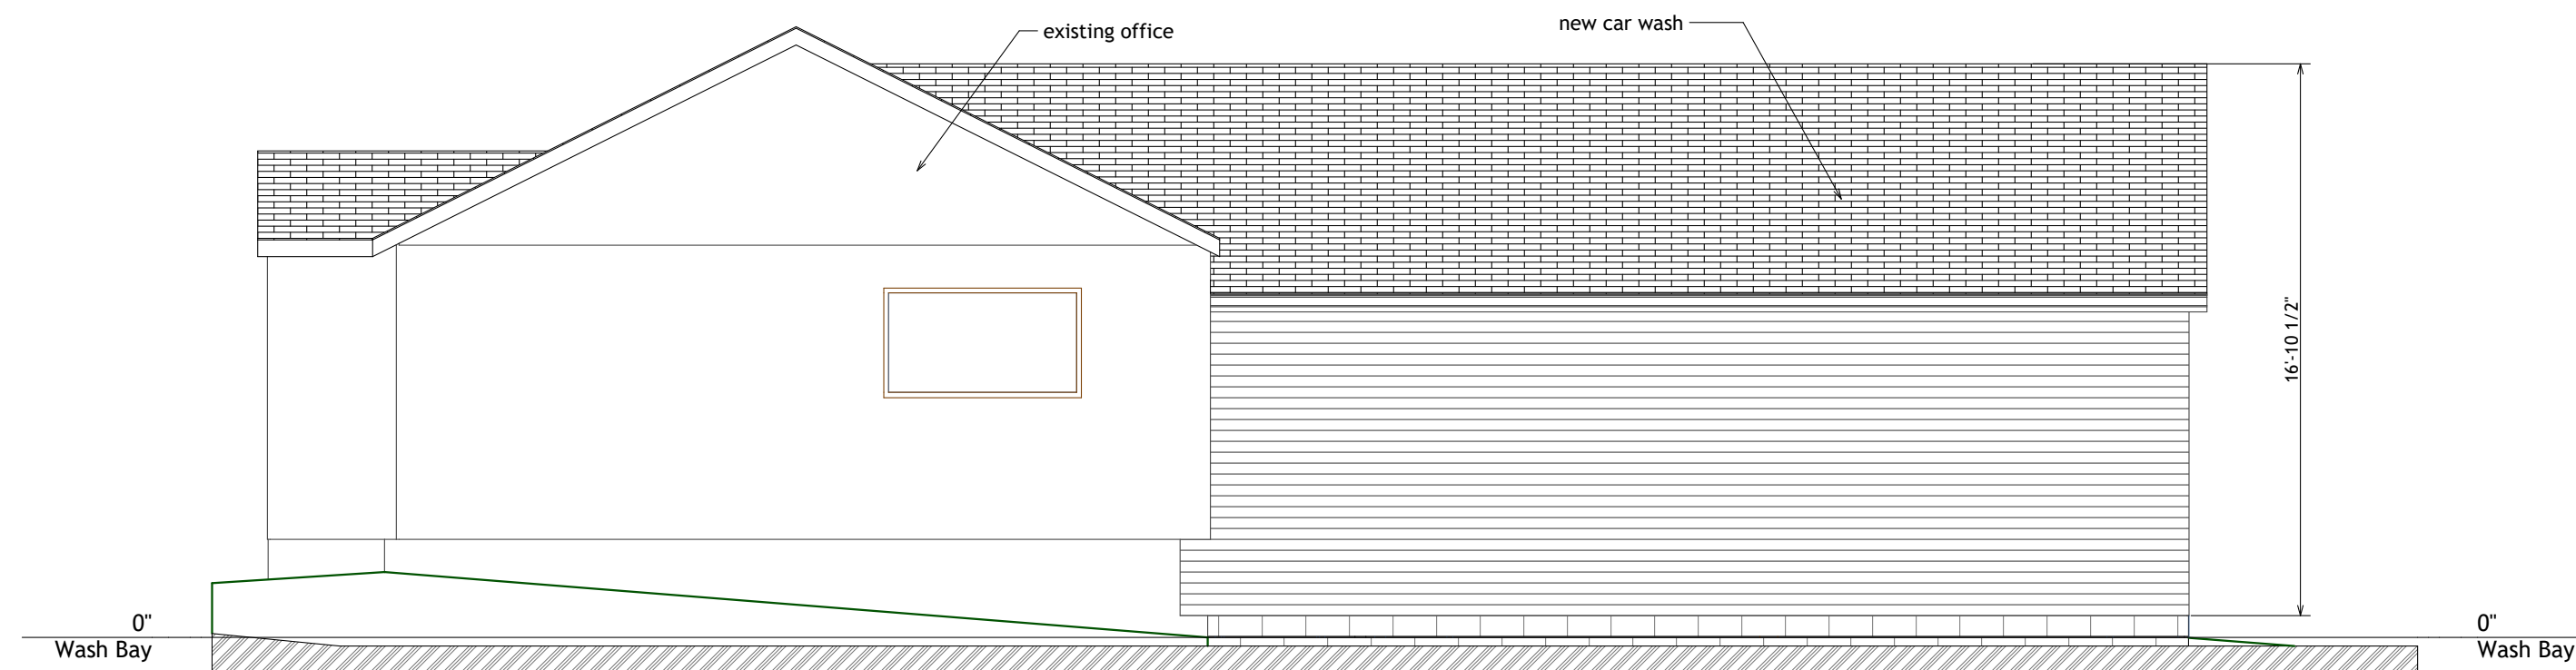 existing office
new car wash
16'-10 1/2"
0"
Wash Bay
0"
Wash Bay